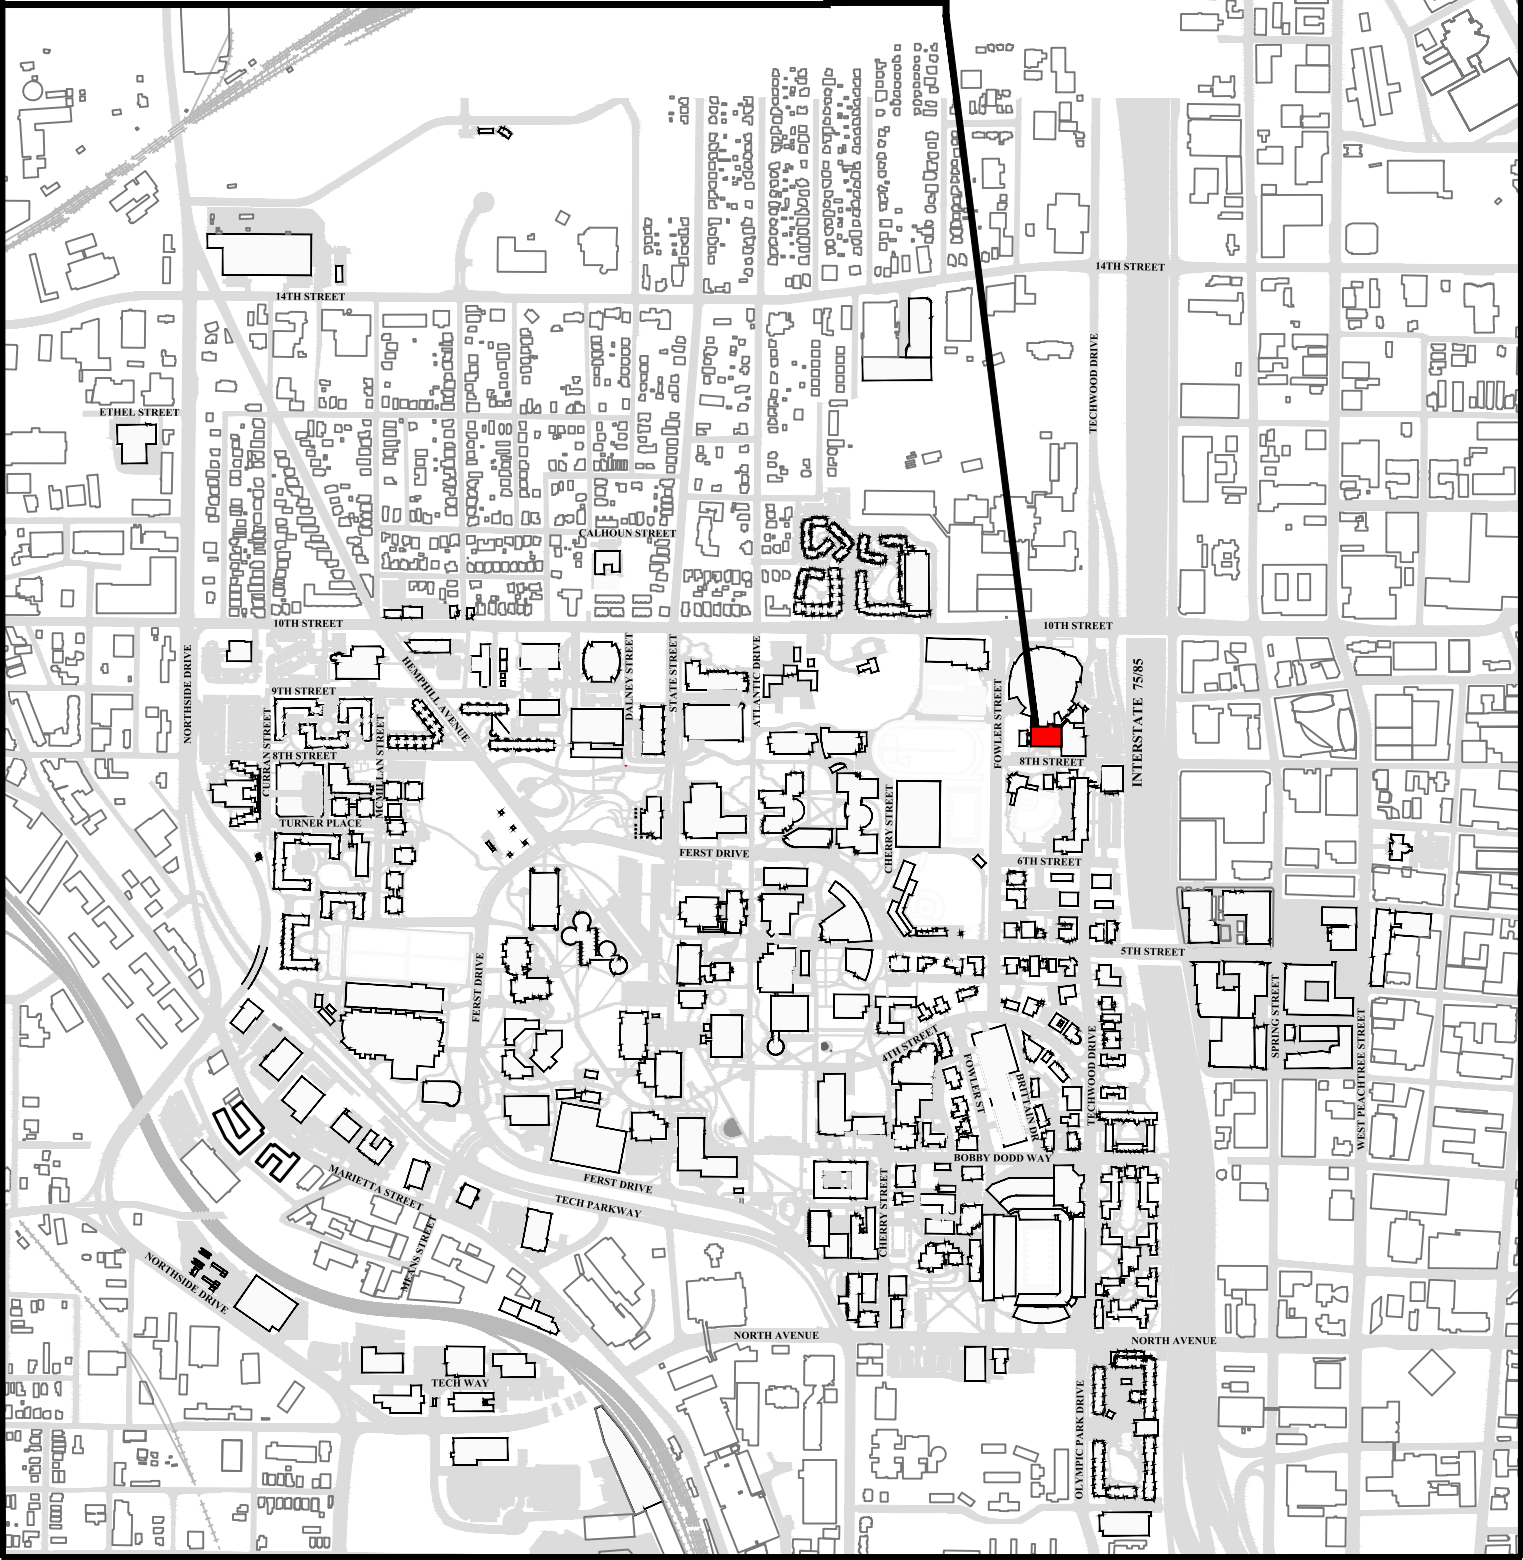 14TH STREET
14TH STREET
TECHWOOD DRIVE
ETHEL STREET
CALHOUN STREET
10TH STREET
10TH STREET
NORTHSIDE DRIVE
HEMPHILL AVENUE
DALNEY STREET
STATE STREET
ATLANTIC DRIVE
FOWLER STREET
INTERSTATE 75/85
9TH STREET
CURRAN STREET
MCMILLAN STREET
8TH STREET
8TH STREET
TURNER PLACE
CHERRY STREET
FERST DRIVE
6TH STREET
5TH STREET
FERST DRIVE
SPRING STREET
WEST PEACHTREE STREET
4TH STREET
FOWLER ST
BRITTAIN DR
TECHWOOD DRIVE
BOBBY DODD WAY
MARIETTA STREET
FERST DRIVE
TECH PARKWAY
CHERRY STREET
MEANS STREET
NORTHSIDE DRIVE
NORTH AVENUE
NORTH AVENUE
TECH WAY
OLYMPIC PARK DRIVE